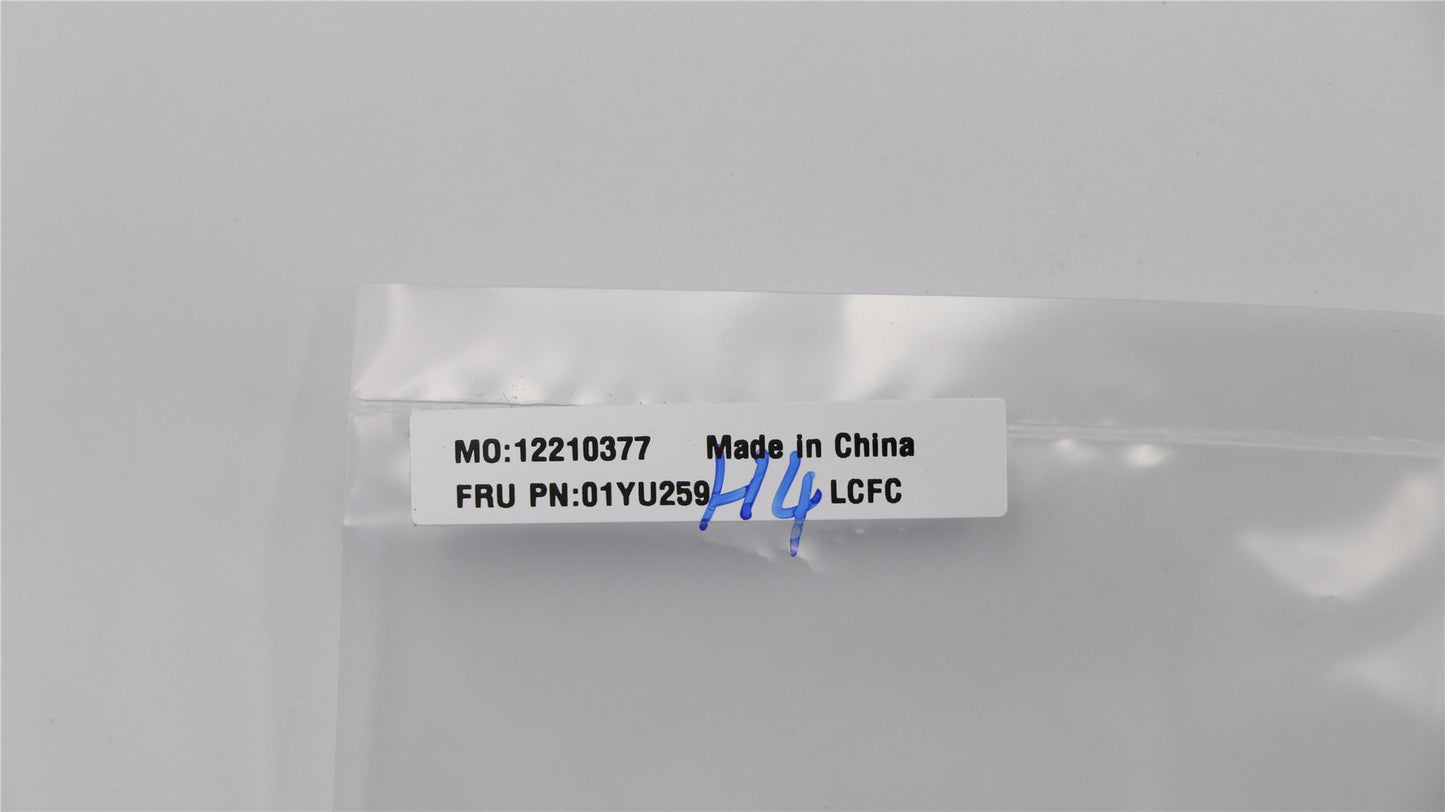 MO:12210377 Made in China
FRU PN:01YU259 H4 LCFC